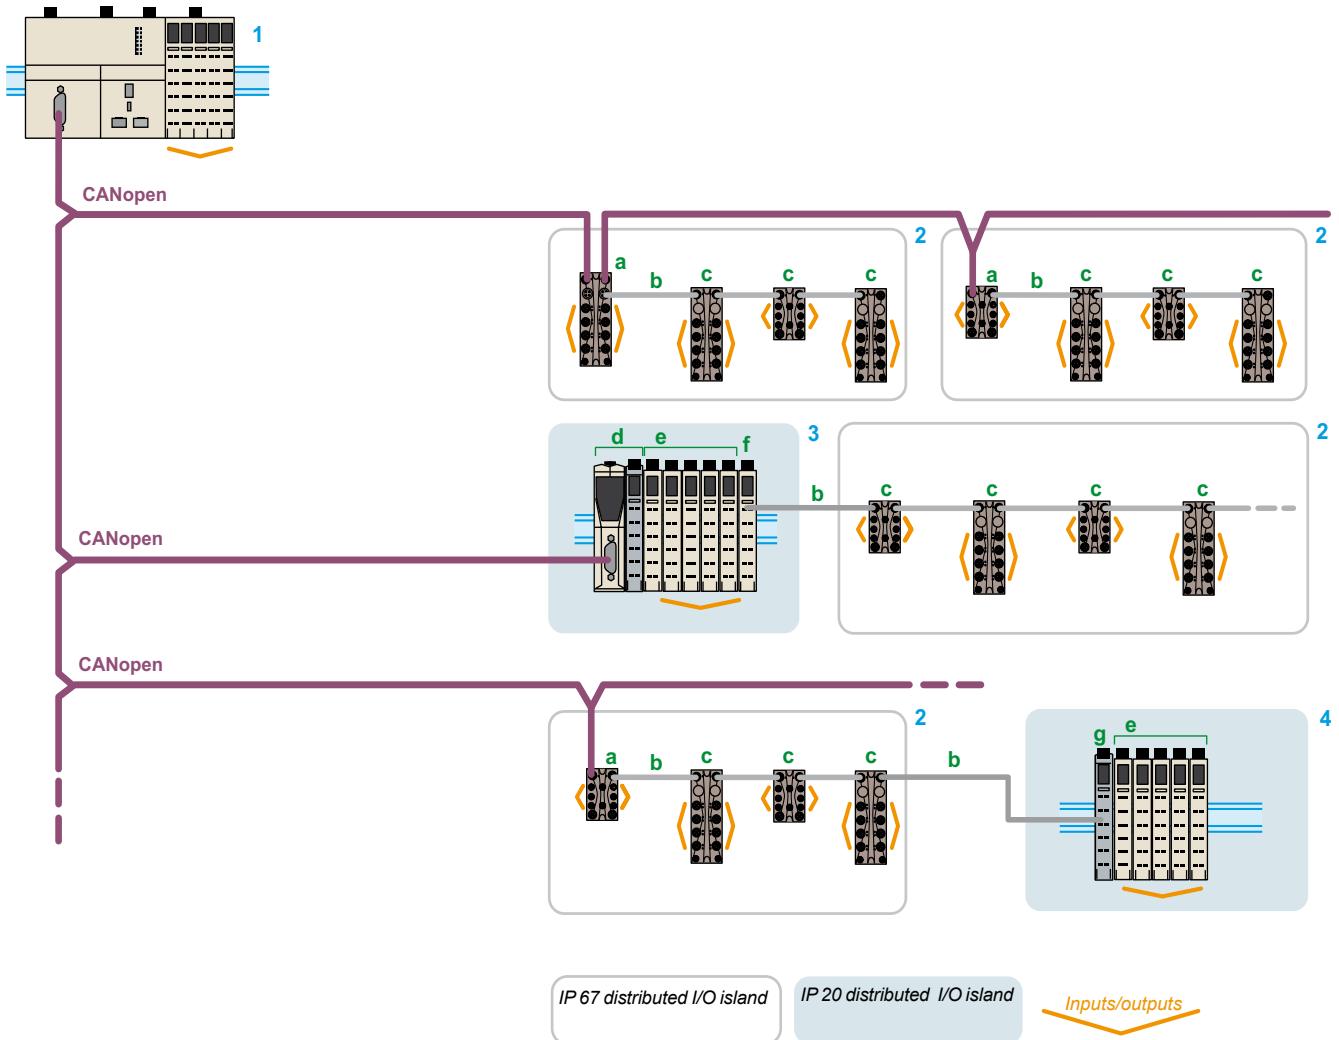 1
CANopen
2
2
a
b
c
c
c
a
b
c
c
c
3
2
d
e
f
b
c
c
c
c
CANopen
CANopen
2
4
a
b
c
c
c
b
g
e
IP 67 distributed I/O island
IP 20 distributed I/O island
Inputs/outputs